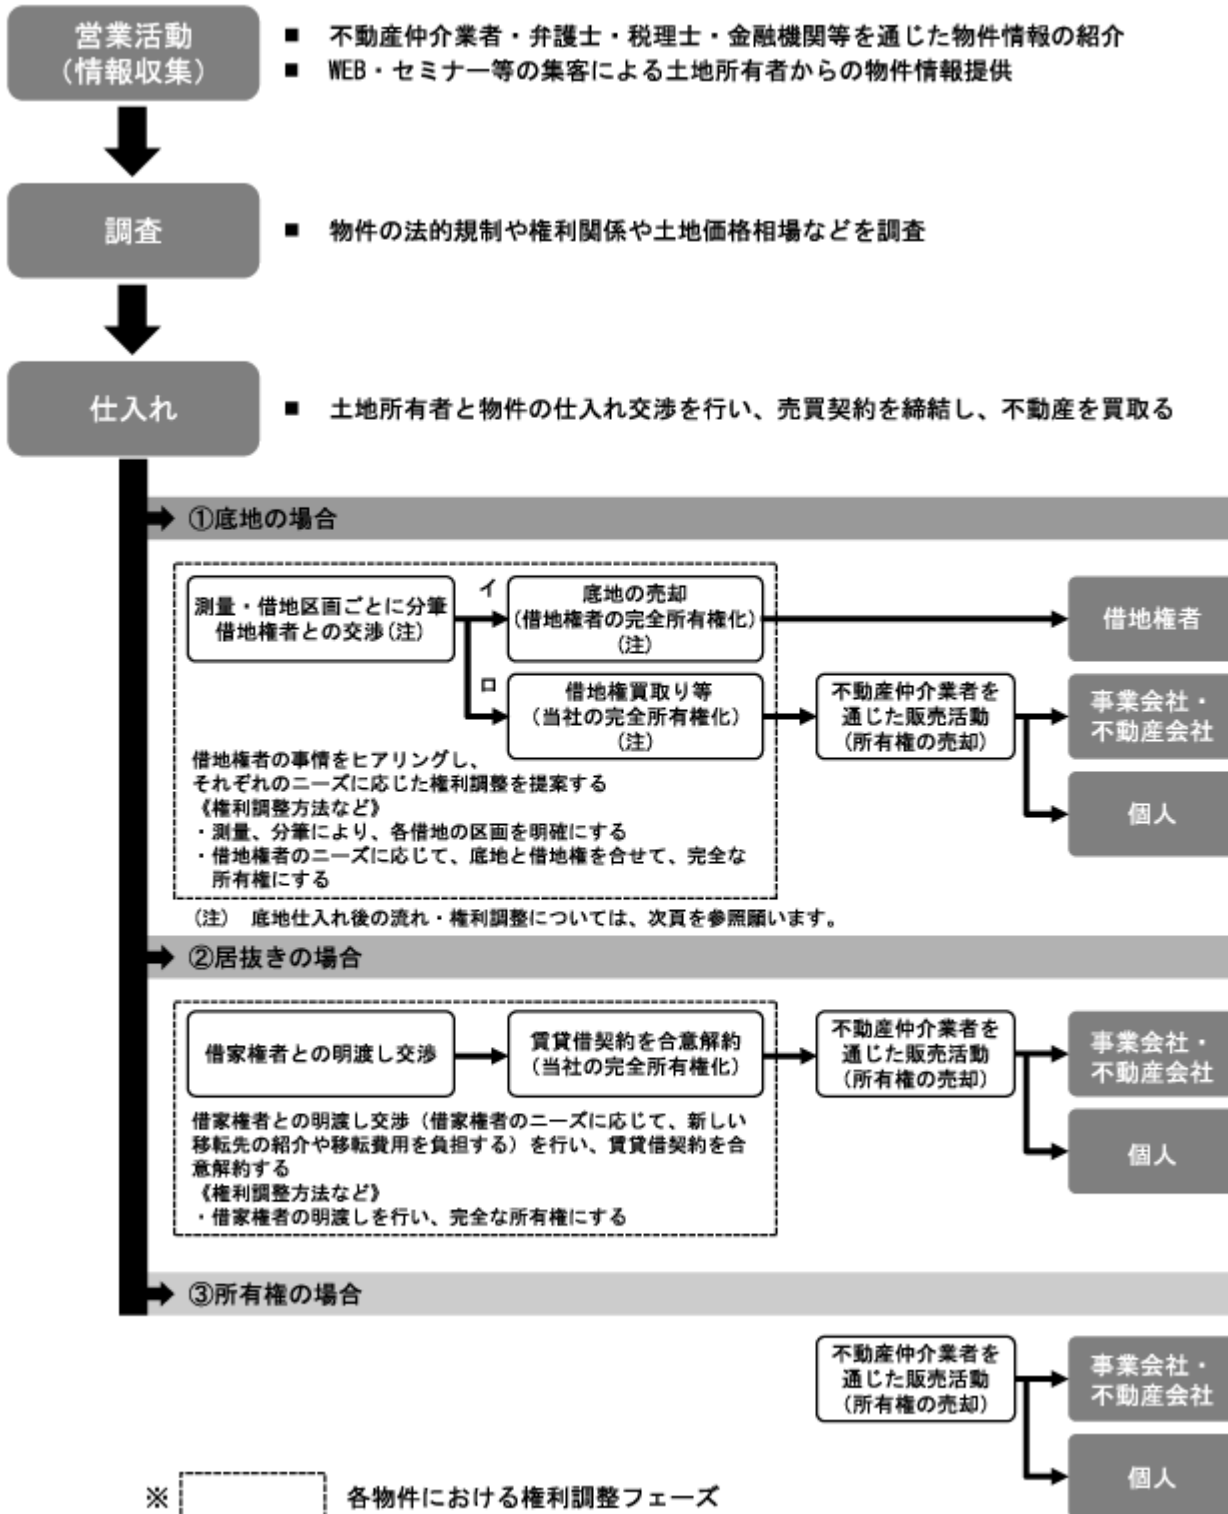 営業活動
(情報収集)
■ 不動産仲介業者・弁護士・税理士・金融機関等を通じた物件情報の紹介
■ WEB・セミナー等の集客による土地所有者からの物件情報提供
調査
■ 物件の法的規制や権利関係や土地価格相場などを調査
仕入れ
■ 土地所有者と物件の仕入れ交渉を行い、売買契約を締結し、不動産を買取る
①底地の場合
測量・借地区画ごとに分筆
借地権者との交渉(注)
イ
底地の売却
(借地権者の完全所有権化)
(注)
借地権者
ロ
借地権買取り等
(当社の完全所有権化)
(注)
不動産仲介業者を
通じた販売活動
(所有権の売却)
事業会社・
不動産会社
個人
借地権者の事情をヒアリングし、
それぞれのニーズに応じた権利調整を提案する
《権利調整方法など》
・測量、分筆により、各借地の区画を明確にする
・借地権者のニーズに応じて、底地と借地権を合せて、完全な
所有権にする
(注) 底地仕入れ後の流れ・権利調整については、次頁を参照願います。
②居抜きの場合
借家権者との明渡し交渉
賃貸借契約を合意解約
(当社の完全所有権化)
不動産仲介業者を
通じた販売活動
(所有権の売却)
事業会社・
不動産会社
個人
借家権者との明渡し交渉(借家権者のニーズに応じて、新しい
移転先の紹介や移転費用を負担する)を行い、賃貸借契約を合
意解約する
《権利調整方法など》
・借家権者の明渡しを行い、完全な所有権にする
③所有権の場合
不動産仲介業者を
通じた販売活動
(所有権の売却)
事業会社・
不動産会社
個人
※ 各物件における権利調整フェーズ